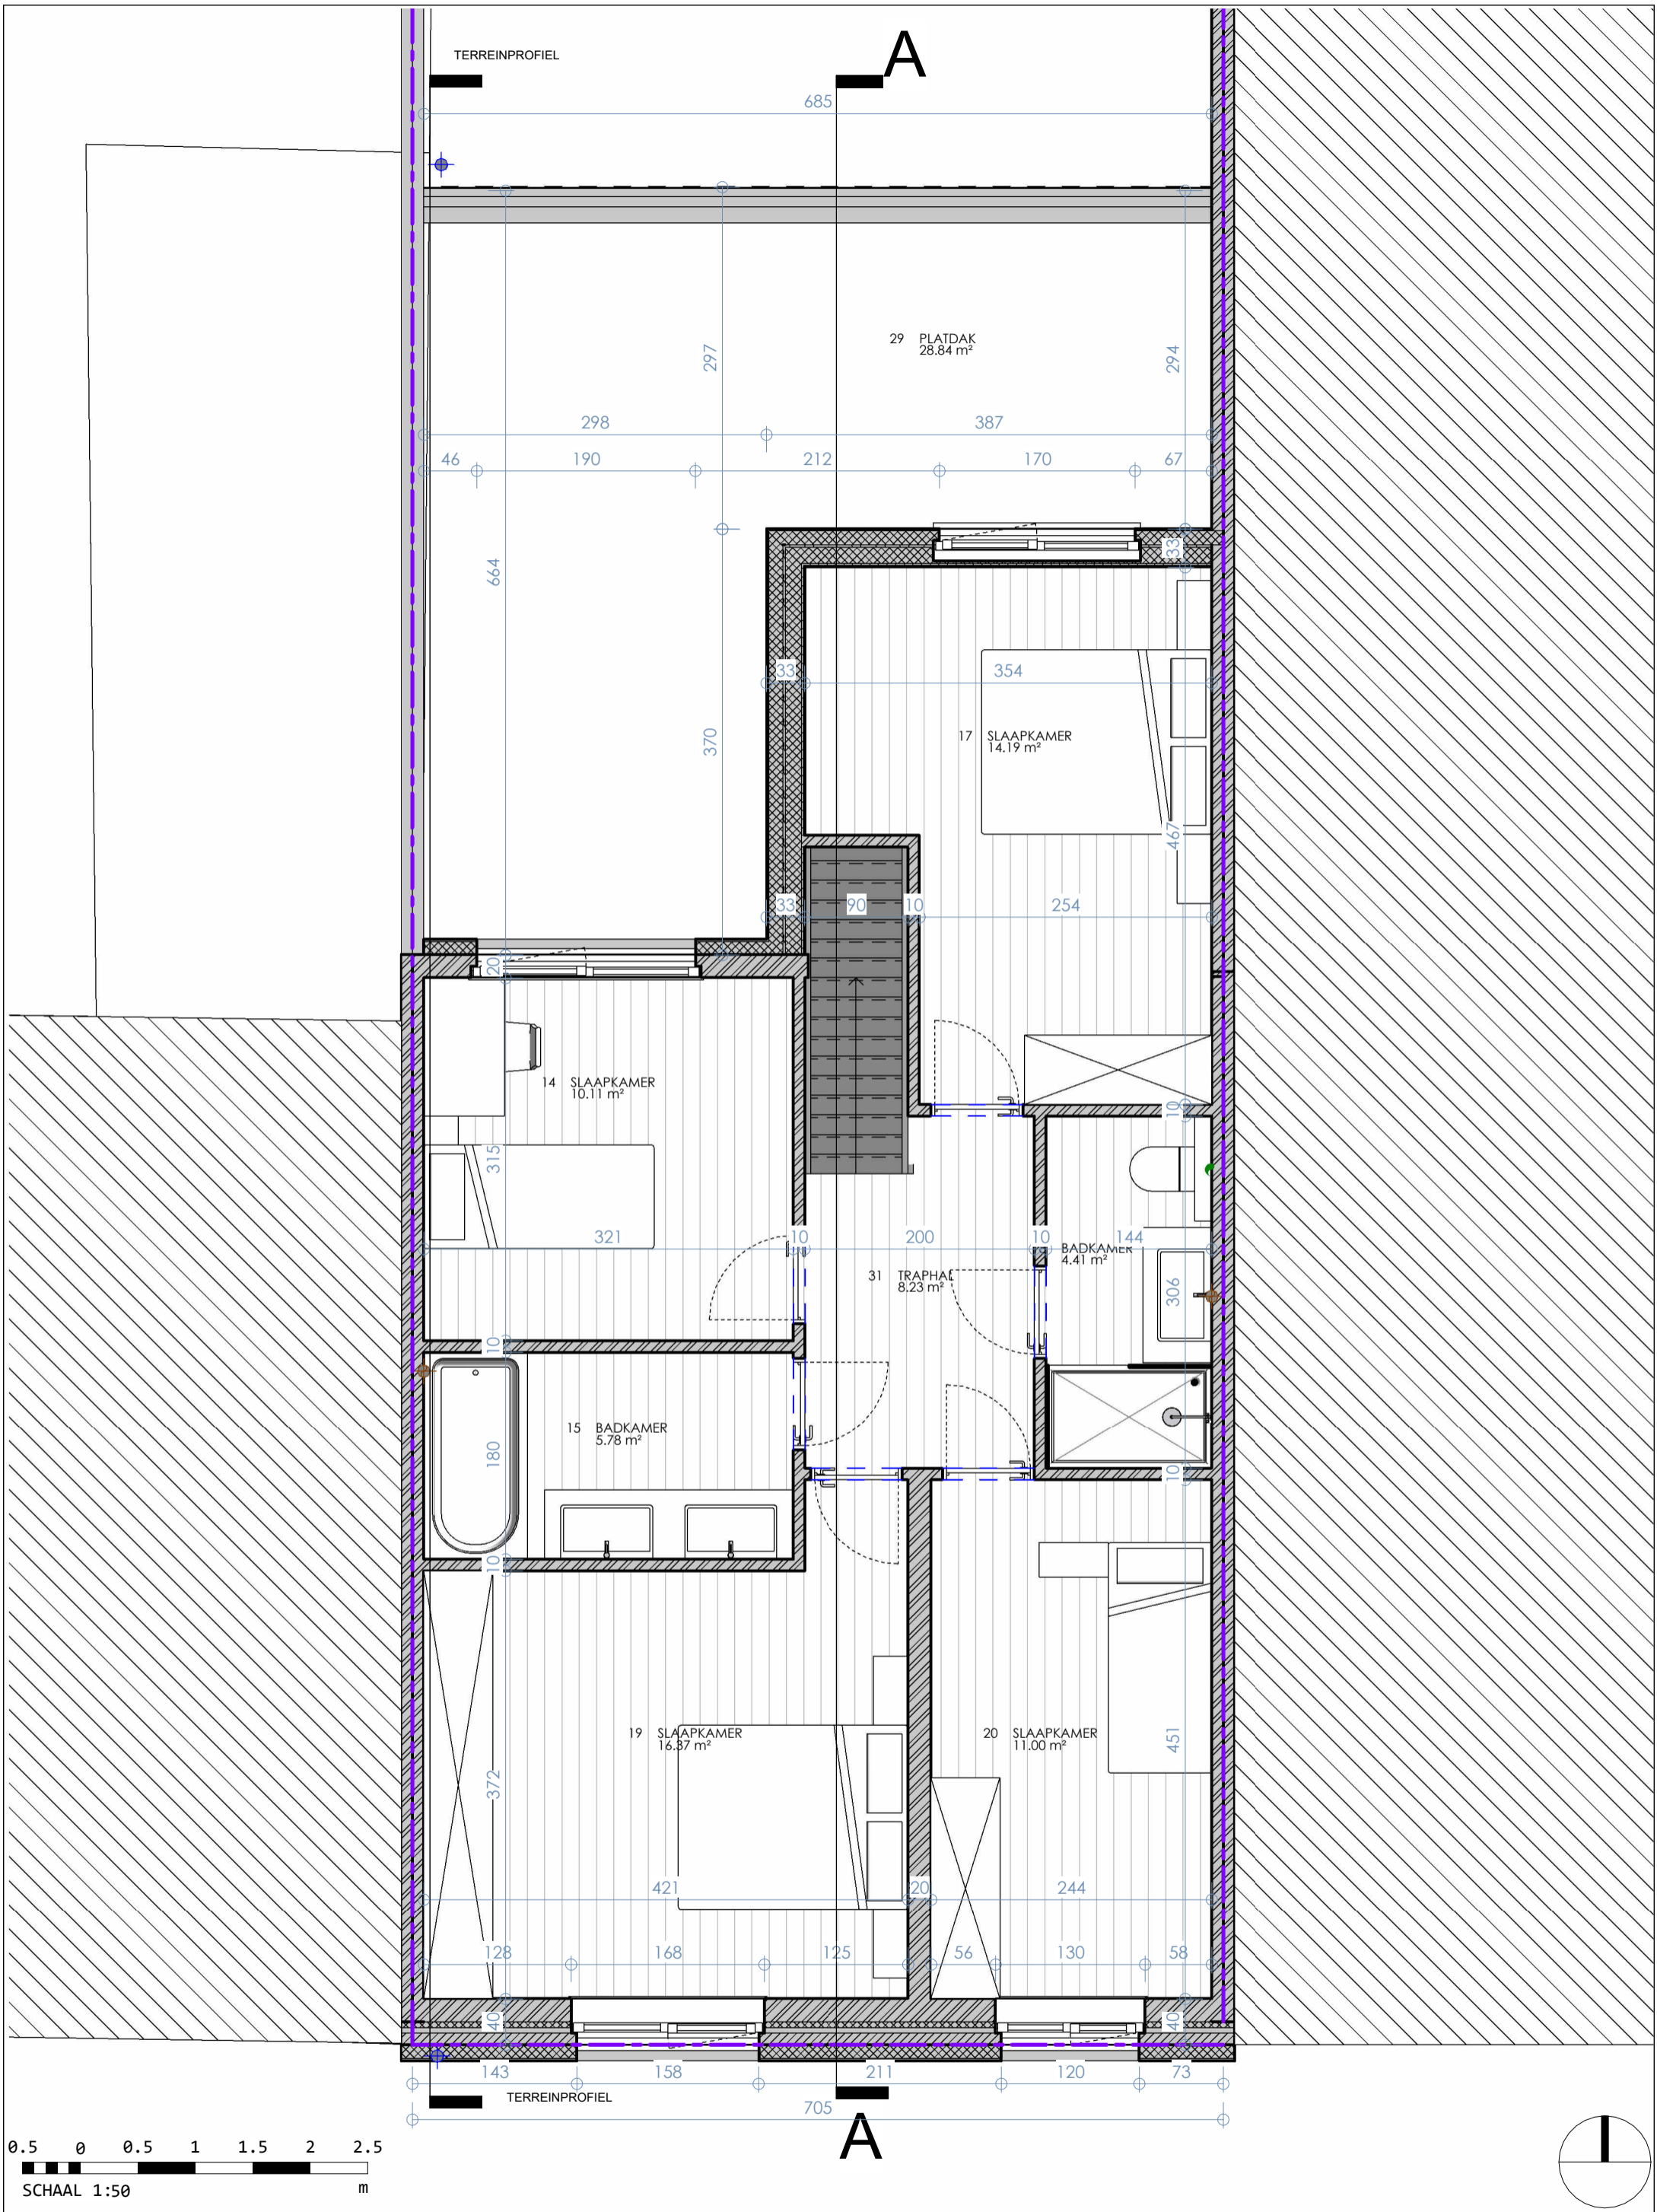 TERREINPROFIEL
A
685
29 PLATDAK
28.84 m²
297
294
298
387
46
190
212
170
67
664
33
33
354
17 SLAAPKAMER
14.19 m²
370
467
33
90
10
254
20
14 SLAAPKAMER
10.11 m²
10
315
321
10
200
10
144
BADKAMER
4.41 m²
31 TRAPHAL
8.23 m²
306
10
15 BADKAMER
5.78 m²
180
10
10
19 SLAAPKAMER
16.37 m²
20 SLAAPKAMER
11.00 m²
451
372
421
20
244
128
168
125
56
130
58
40
40
143
158
211
120
73
TERREINPROFIEL
705
A
0.5 0 0.5 1 1.5 2 2.5
SCHAAL 1:50 m